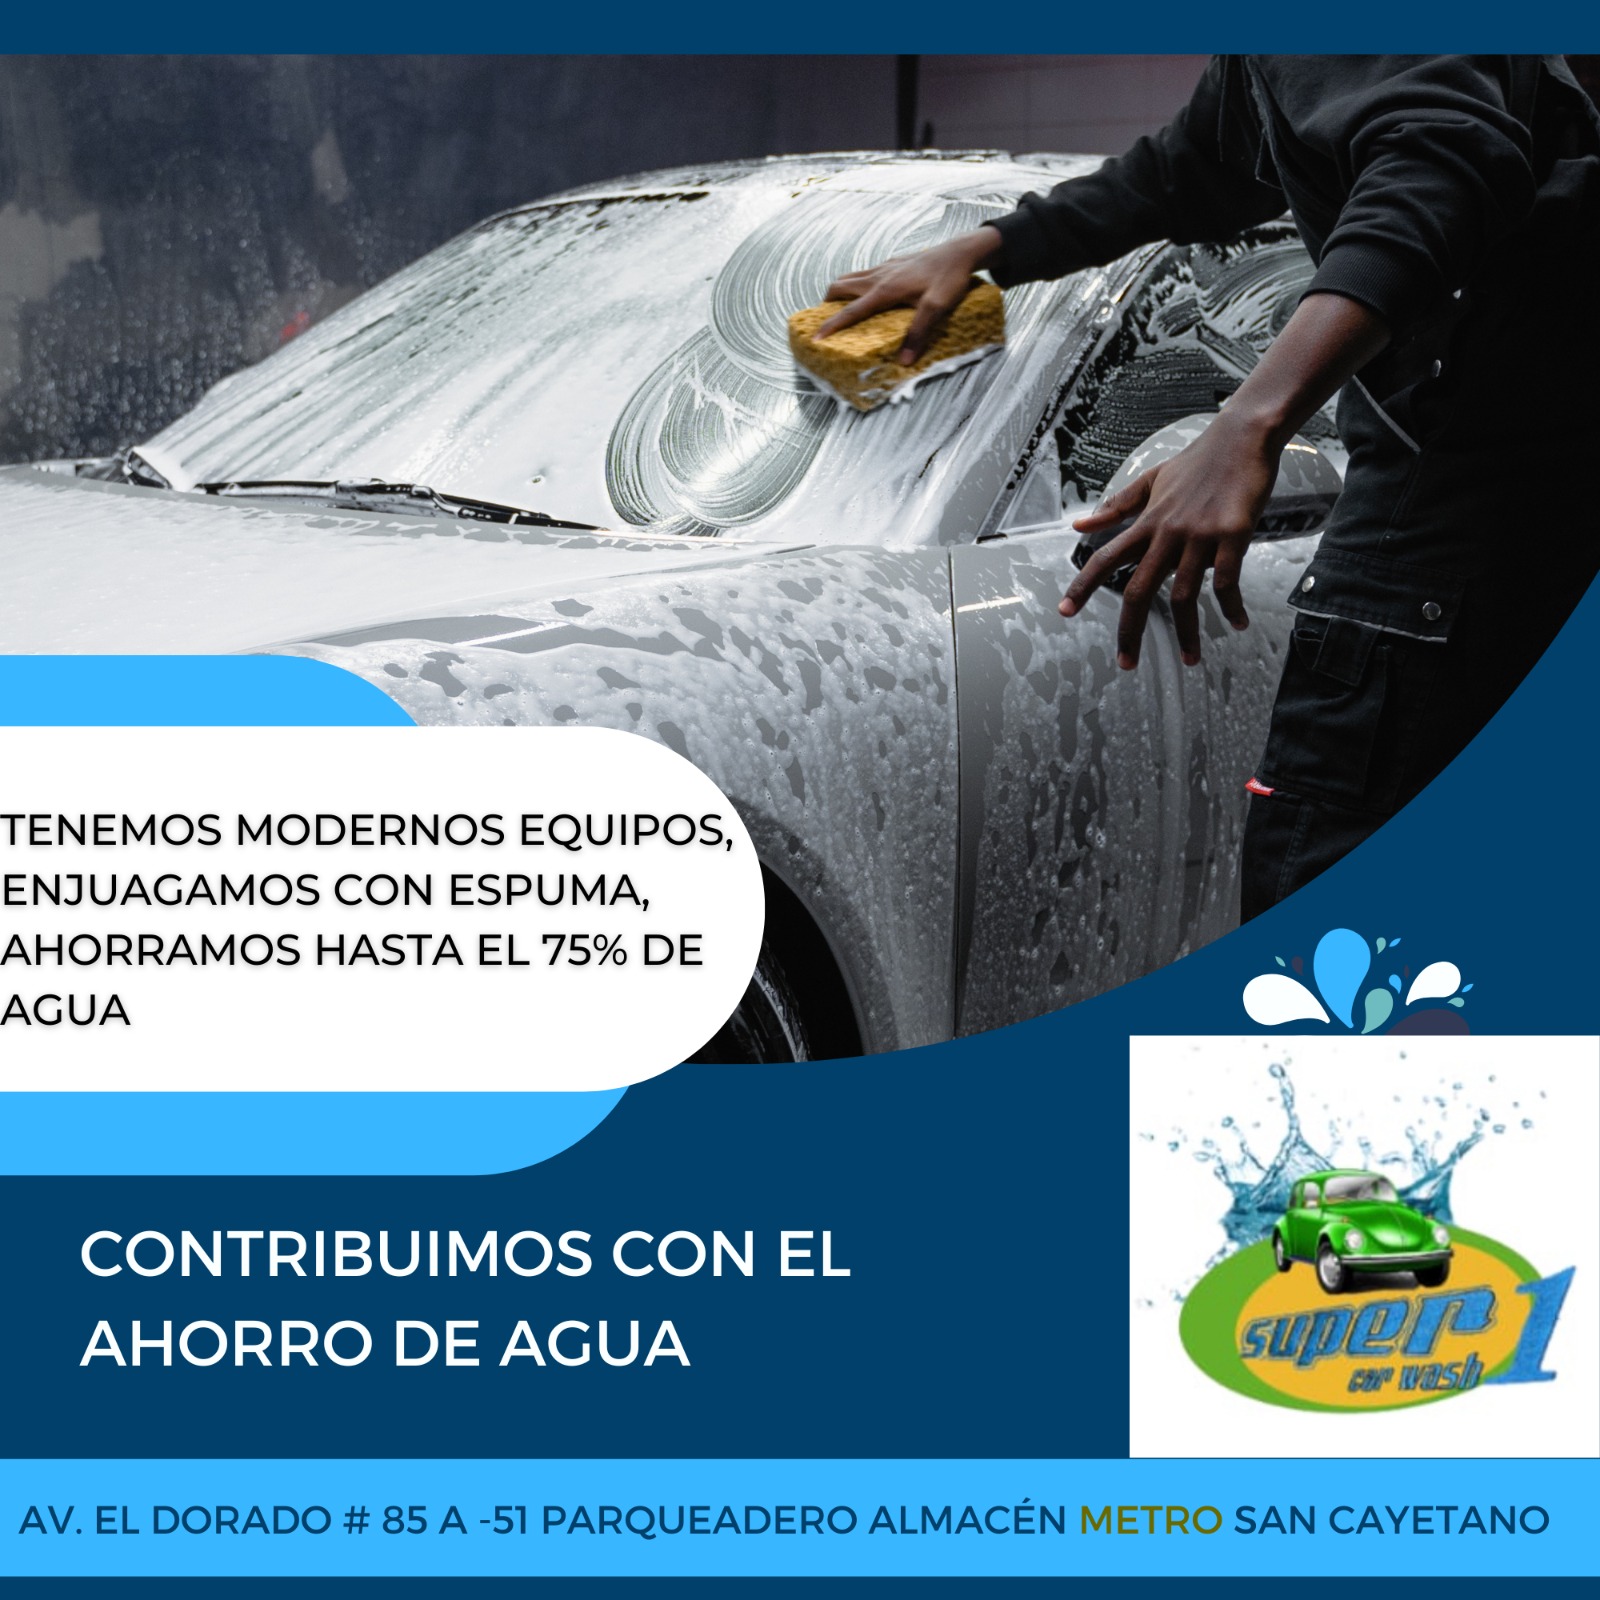 TENEMOS MODERNOS EQUIPOS,
ENJUAGAMOS CON ESPUMA,
AHORRAMOS HASTA EL 75% DE
AGUA
CONTRIBUIMOS CON EL
AHORRO DE AGUA
super 1
car wash
AV. EL DORADO # 85 A -51 PARQUEADERO ALMACÉN METRO SAN CAYETANO